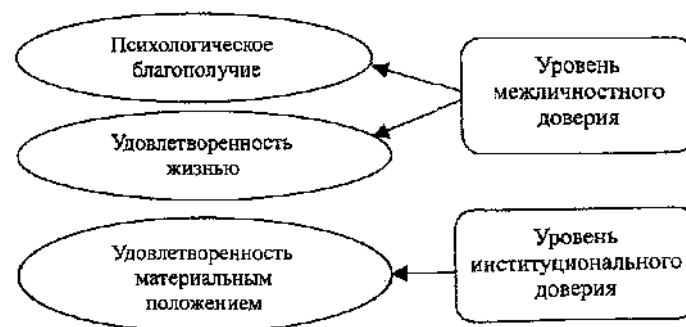 Психологическое
благополучие
Уровень
межличностного
доверия
Удовлетворенность
жизнью
Удовлетворенность
материальным
положением
Уровень
институционального
доверия